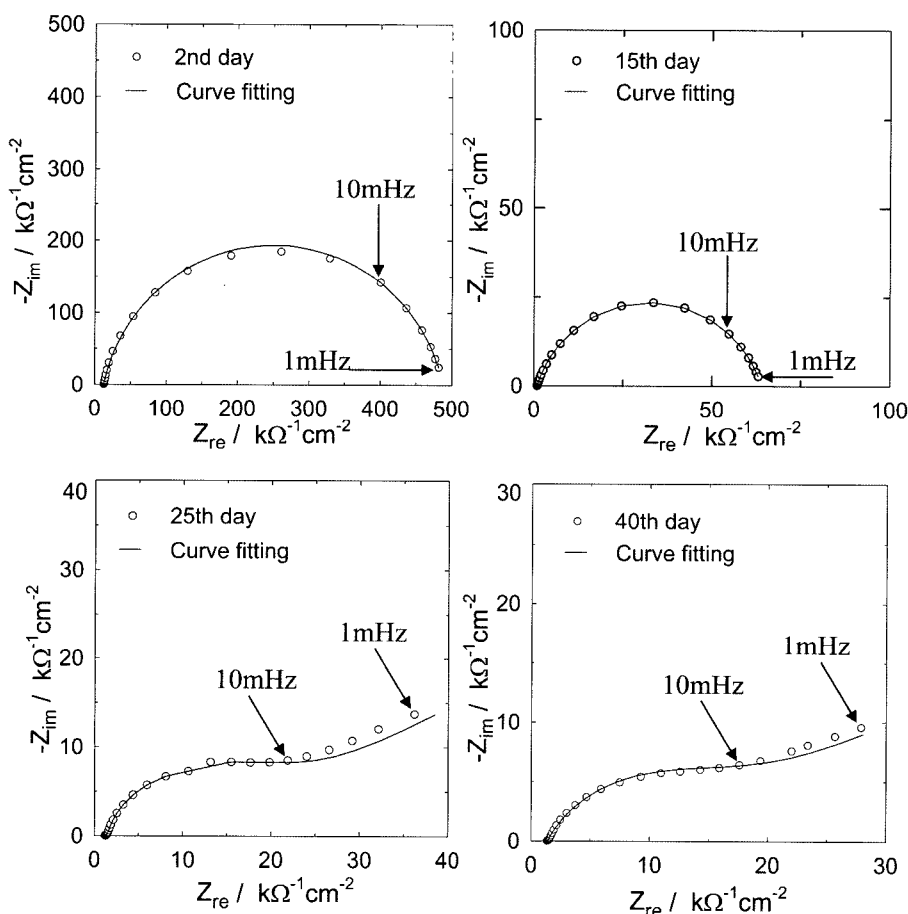 500
400
300
200
100
0
-Z_im / kΩ⁻¹cm⁻²
2nd day
Curve fitting
10mHz
1mHz
0 100 200 300 400 500
Z_re / kΩ⁻¹cm⁻²
100
75
50
25
0
-Z_im / kΩ⁻¹cm⁻²
15th day
Curve fitting
10mHz
1mHz
0 50 100
Z_re / kΩ⁻¹cm⁻²
40
30
20
10
0
-Z_im / kΩ⁻¹cm⁻²
25th day
Curve fitting
1mHz
10mHz
0 10 20 30 40
Z_re / kΩ⁻¹cm⁻²
30
20
10
0
-Z_im / kΩ⁻¹cm⁻²
40th day
Curve fitting
1mHz
10mHz
0 10 20 30
Z_re / kΩ⁻¹cm⁻²